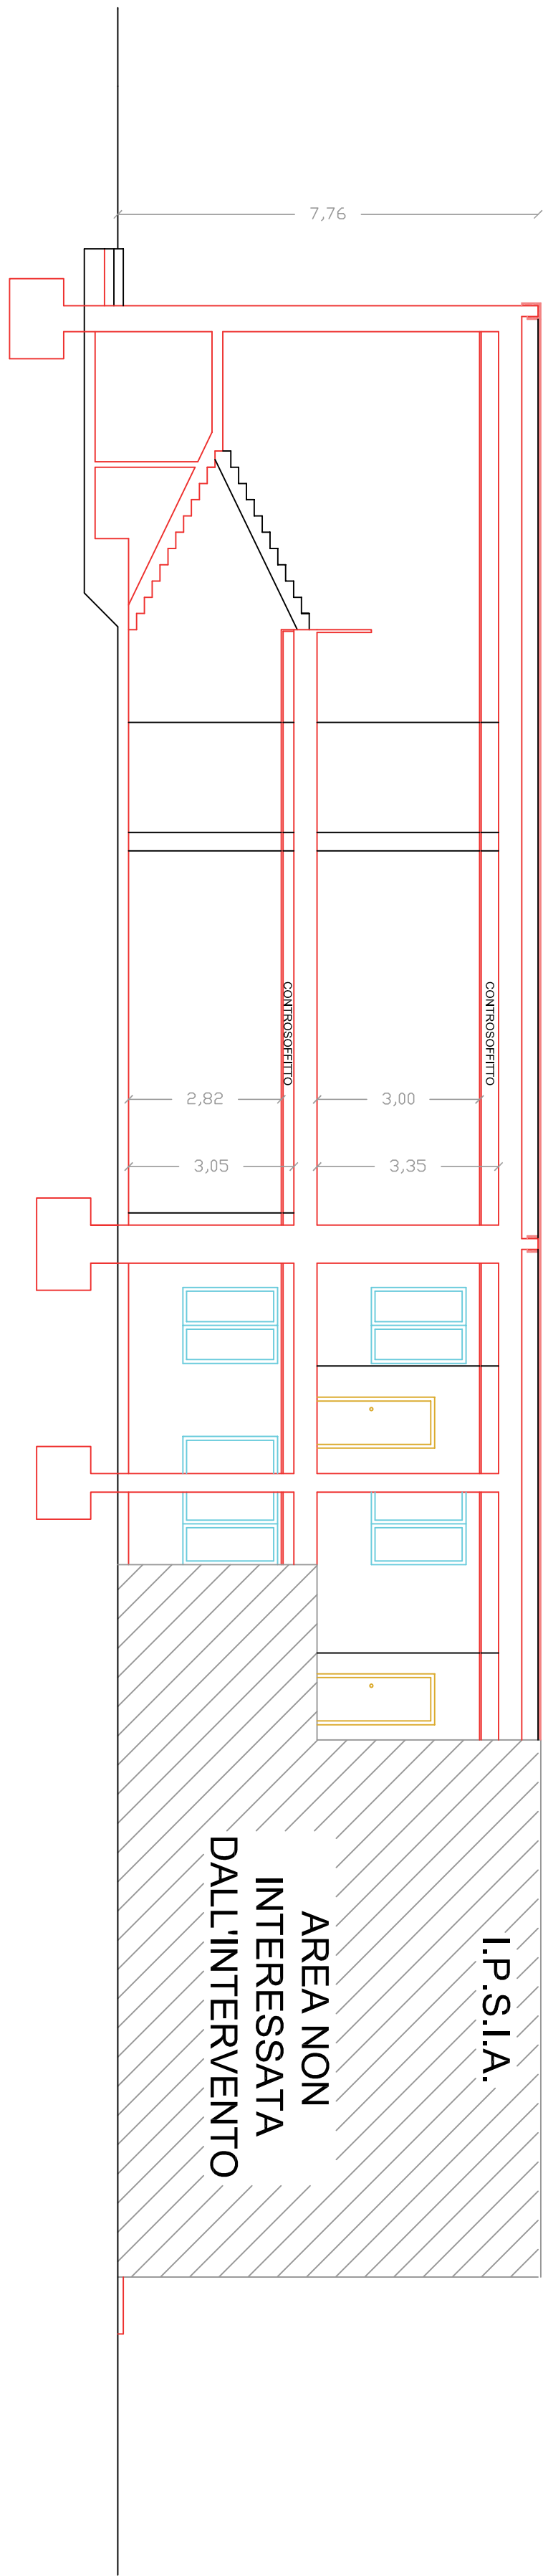 7,76
CONTROSOFFITTO
CONTROSOFFITTO
3,00
3,35
2,82
3,05
I.P.S.I.A.
AREA NON
INTERESSATA
DALL'INTERVENTO